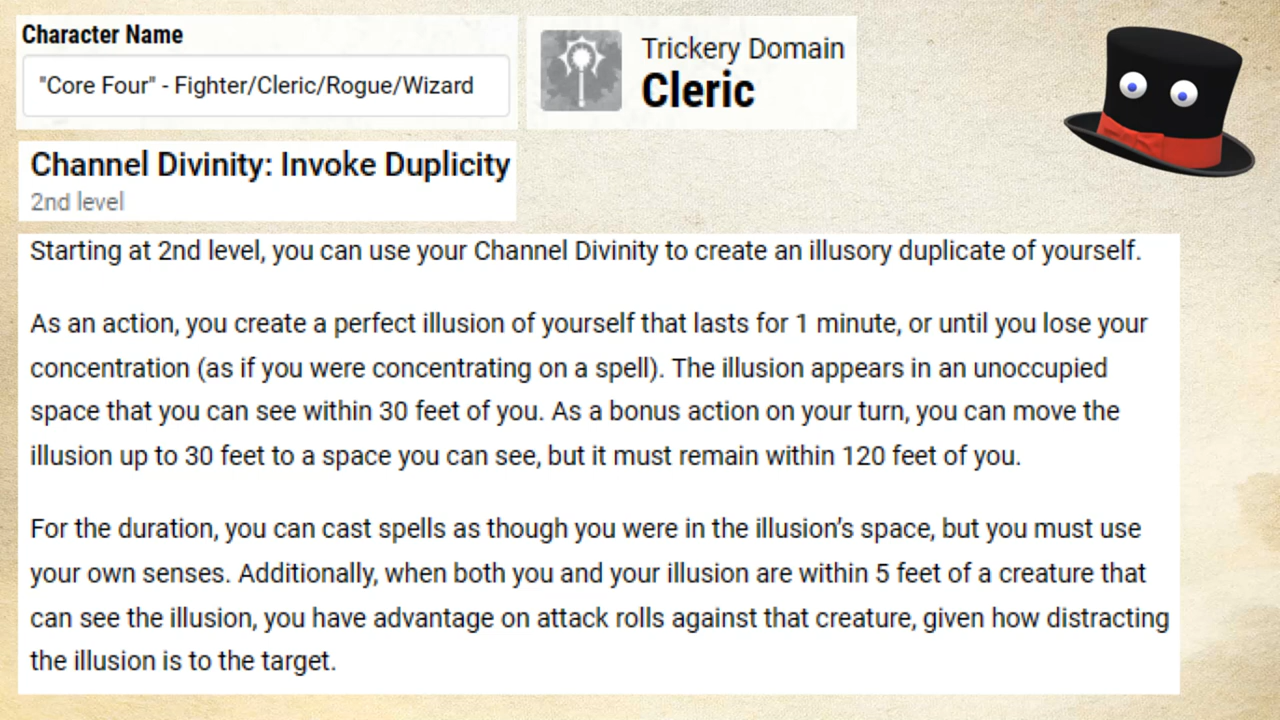 Character Name
"Core Four" - Fighter/Cleric/Rogue/Wizard
Trickery Domain
Cleric
Channel Divinity: Invoke Duplicity
2nd level
Starting at 2nd level, you can use your Channel Divinity to create an illusory duplicate of yourself.
As an action, you create a perfect illusion of yourself that lasts for 1 minute, or until you lose your
concentration (as if you were concentrating on a spell). The illusion appears in an unoccupied
space that you can see within 30 feet of you. As a bonus action on your turn, you can move the
illusion up to 30 feet to a space you can see, but it must remain within 120 feet of you.
For the duration, you can cast spells as though you were in the illusion’s space, but you must use
your own senses. Additionally, when both you and your illusion are within 5 feet of a creature that
can see the illusion, you have advantage on attack rolls against that creature, given how distracting
the illusion is to the target.